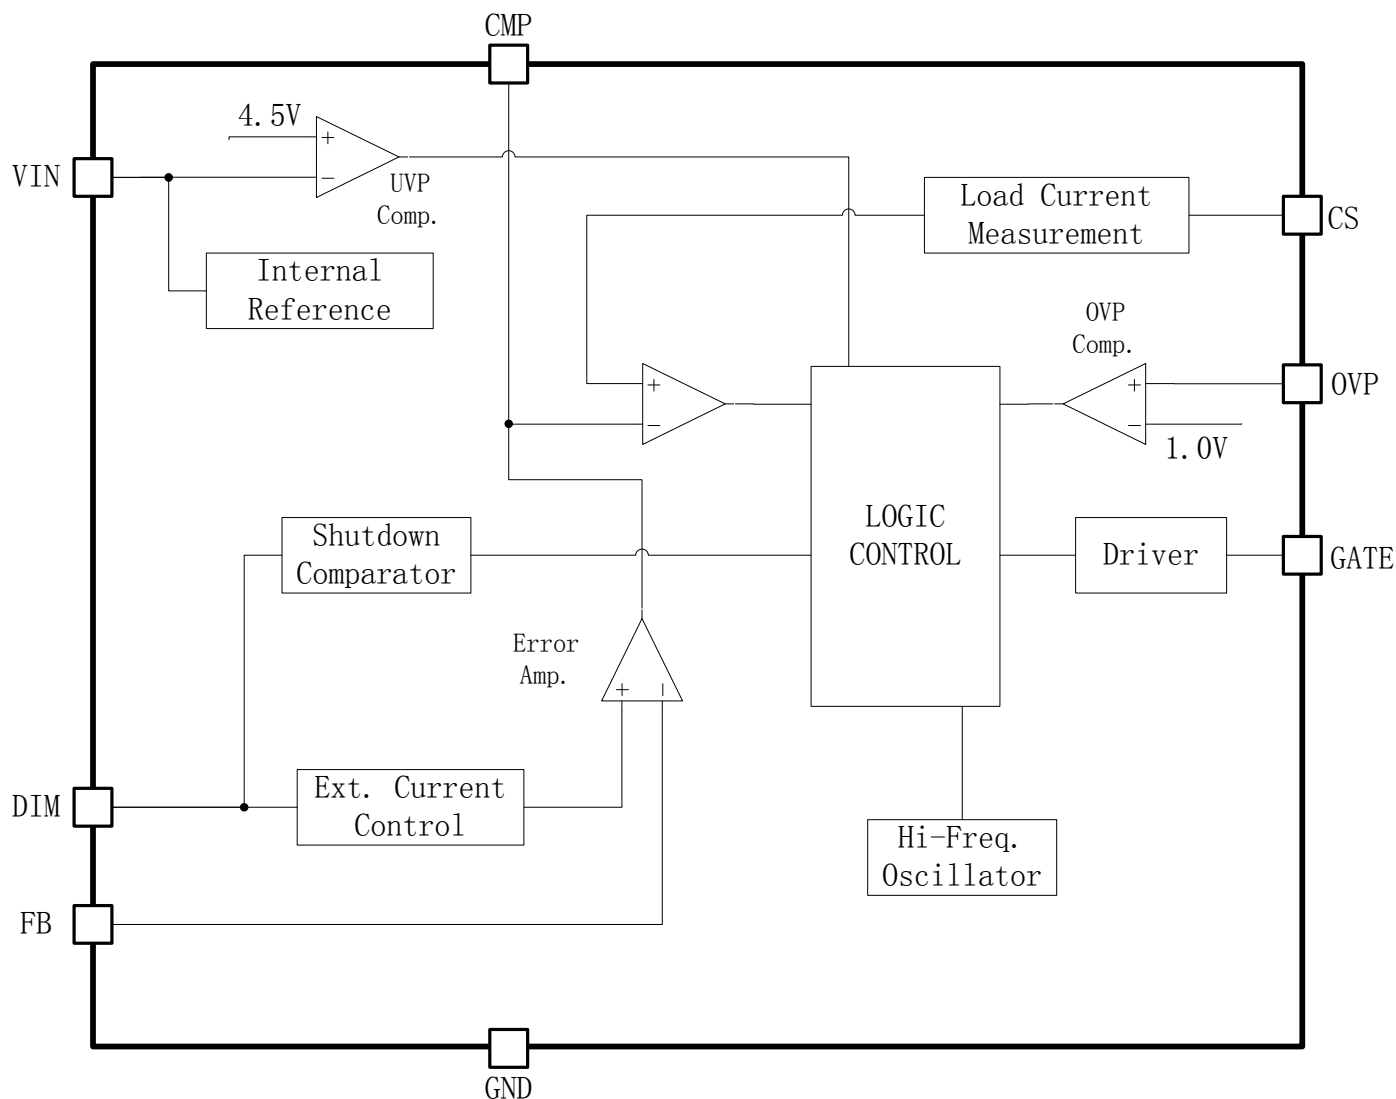 CMP
4.5V
+
−
VIN
UVP
Comp.
Load Current
Measurement
CS
Internal
Reference
OVP
Comp.
+
−
+
−
OVP
1.0V
LOGIC
CONTROL
Shutdown
Comparator
Driver
GATE
Error
Amp.
+
−
DIM
Ext. Current
Control
Hi-Freq.
Oscillator
FB
GND